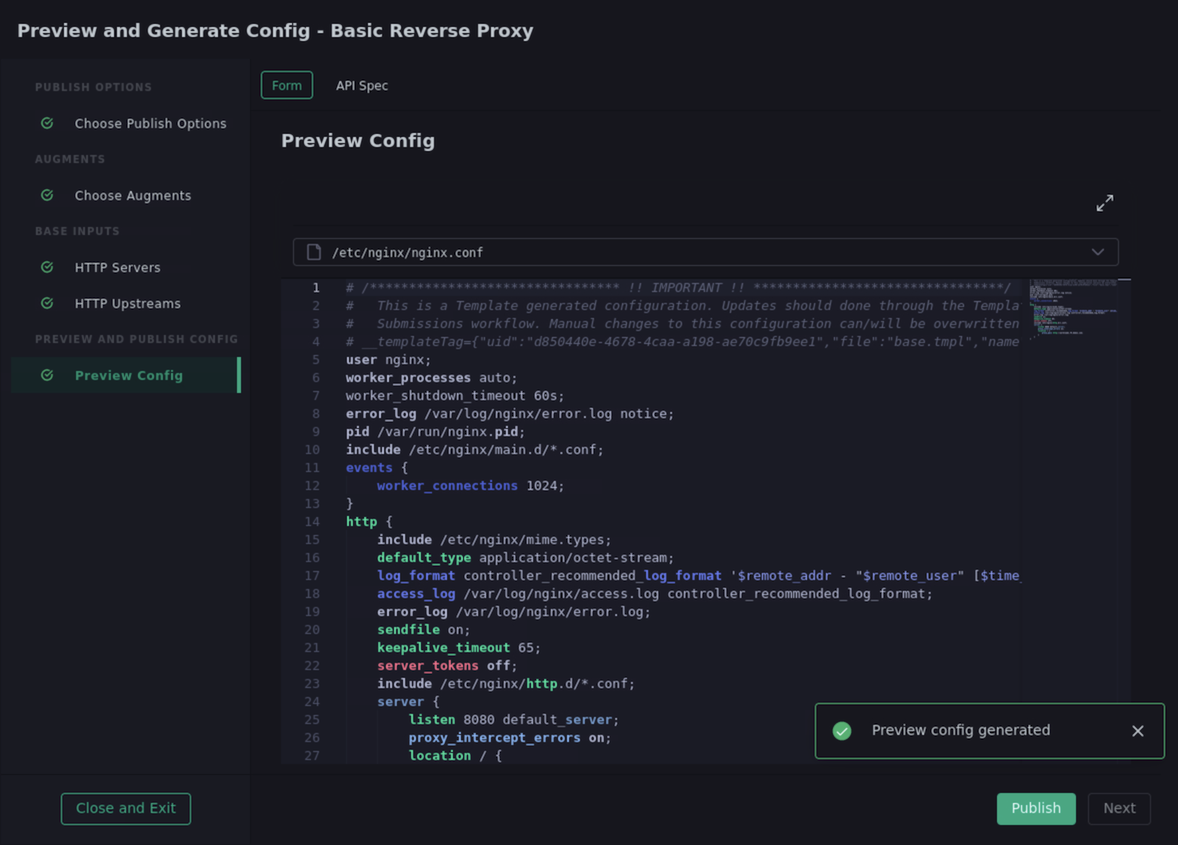 Preview and Generate Config - Basic Reverse Proxy
PUBLISH OPTIONS
Choose Publish Options
AUGMENTS
Choose Augments
BASE INPUTS
HTTP Servers
HTTP Upstreams
PREVIEW AND PUBLISH CONFIG
Preview Config
Close and Exit
Form
API Spec
Preview Config
/etc/nginx/nginx.conf
1 # /******************************** !! IMPORTANT !! ********************************/
2 #   This is a Template generated configuration. Updates should done through the Templa
3 #   Submissions workflow. Manual changes to this configuration can/will be overwritten
4 # __templateTag={"uid":"d850440e-4678-4caa-a198-ae70c9fb9ee1","file":"base.tmpl","name
5 user nginx;
6 worker_processes auto;
7 worker_shutdown_timeout 60s;
8 error_log /var/log/nginx/error.log notice;
9 pid /var/run/nginx.pid;
10 include /etc/nginx/main.d/*.conf;
11 events {
12     worker_connections 1024;
13 }
14 http {
15     include /etc/nginx/mime.types;
16     default_type application/octet-stream;
17     log_format controller_recommended_log_format '$remote_addr - "$remote_user" [$time_
18     access_log /var/log/nginx/access.log controller_recommended_log_format;
19     error_log /var/log/nginx/error.log;
20     sendfile on;
21     keepalive_timeout 65;
22     server_tokens off;
23     include /etc/nginx/http.d/*.conf;
24     server {
25         listen 8080 default_server;
26         proxy_intercept_errors on;
27         location / {
Preview config generated
Publish
Next